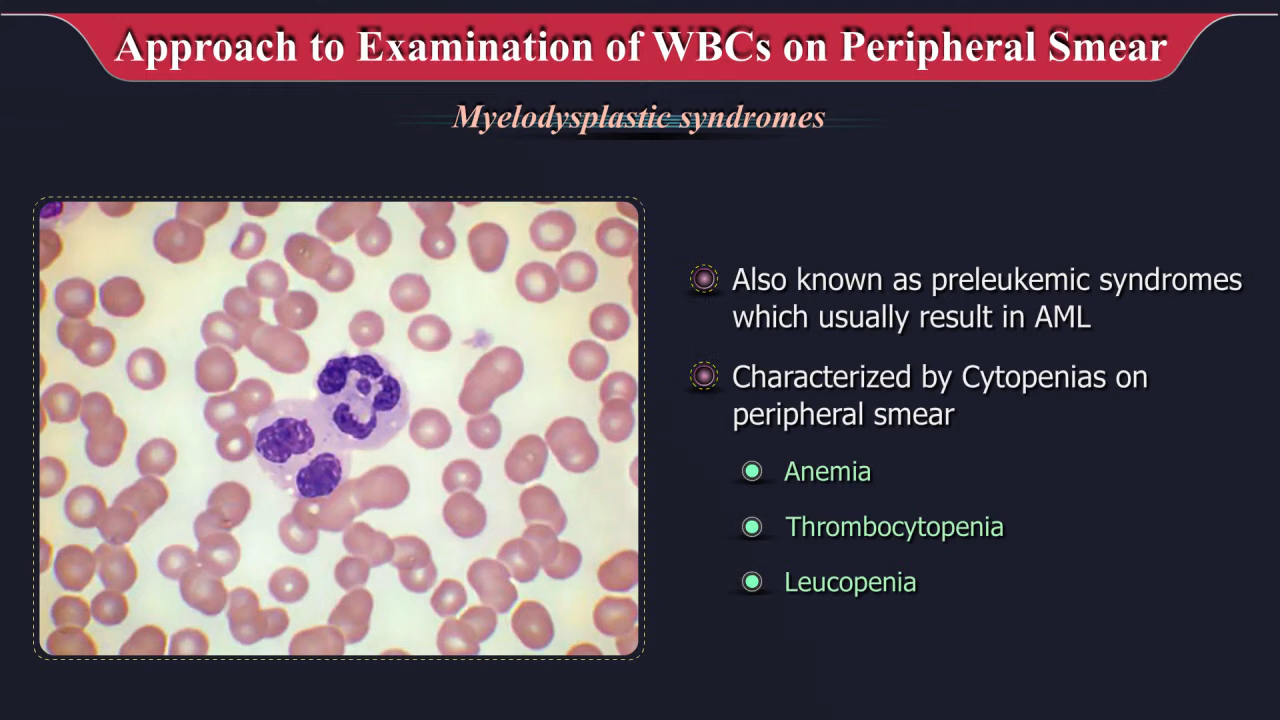 Approach to Examination of WBCs on Peripheral Smear
Myelodysplastic syndromes
Also known as preleukemic syndromes
which usually result in AML
Characterized by Cytopenias on
peripheral smear
Anemia
Thrombocytopenia
Leucopenia